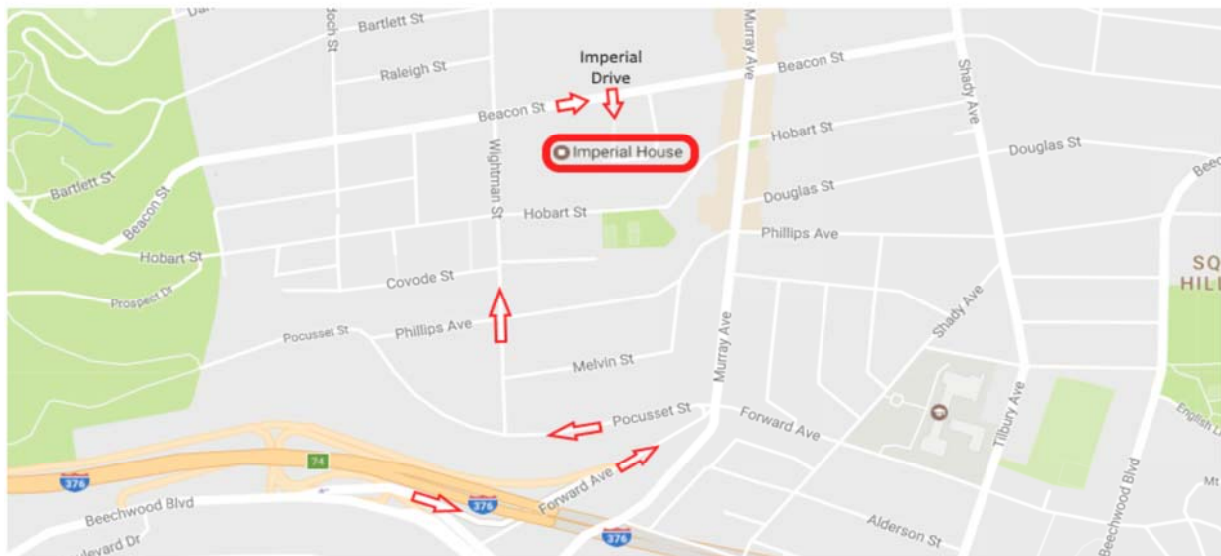 Bartlett St
Murray Ave
Imperial
Drive
Raleigh St
Beacon St
Shady Ave
Beacon St
Hobart St
Imperial House
Douglas St
Bartlett St
Wightman St
Douglas St
Beacon St
Hobart St
Phillips Ave
Hobart St
Covode St
Prospect Dr
Shady Ave
Pocusset St
Phillips Ave
Murray Ave
Melvin St
Pocusset St
Forward Ave
Tilbury Ave
74
376
376
Forward Ave
Beechwood Blvd
Beechwood Blvd
Alderson St
376